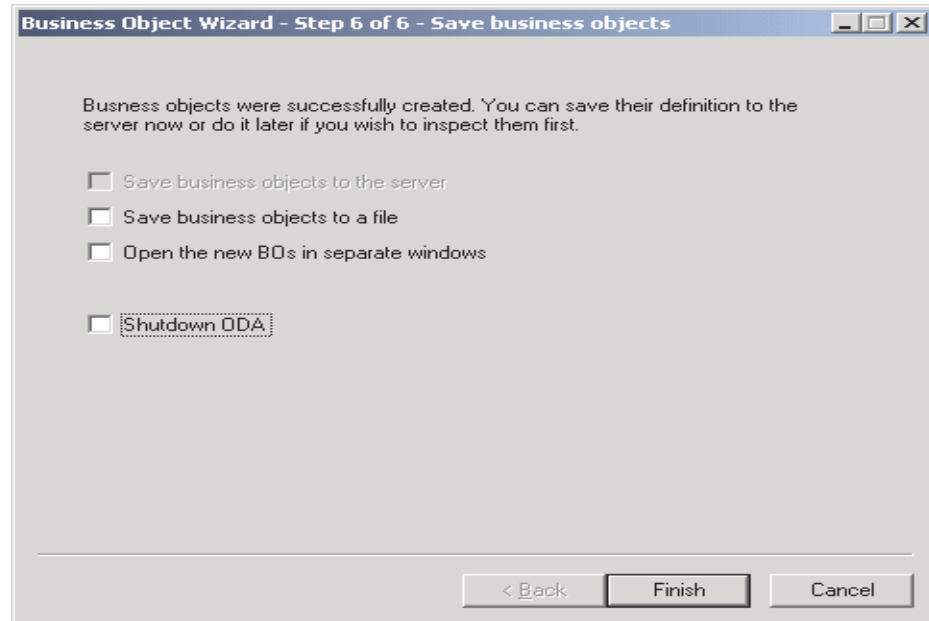 Business Object Wizard - Step 6 of 6 - Save business objects
Busness objects were successfully created. You can save their definition to the
server now or do it later if you wish to inspect them first.
Save business objects to the server
Save business objects to a file
Open the new BOs in separate windows
Shutdown ODA
< Back
Finish
Cancel